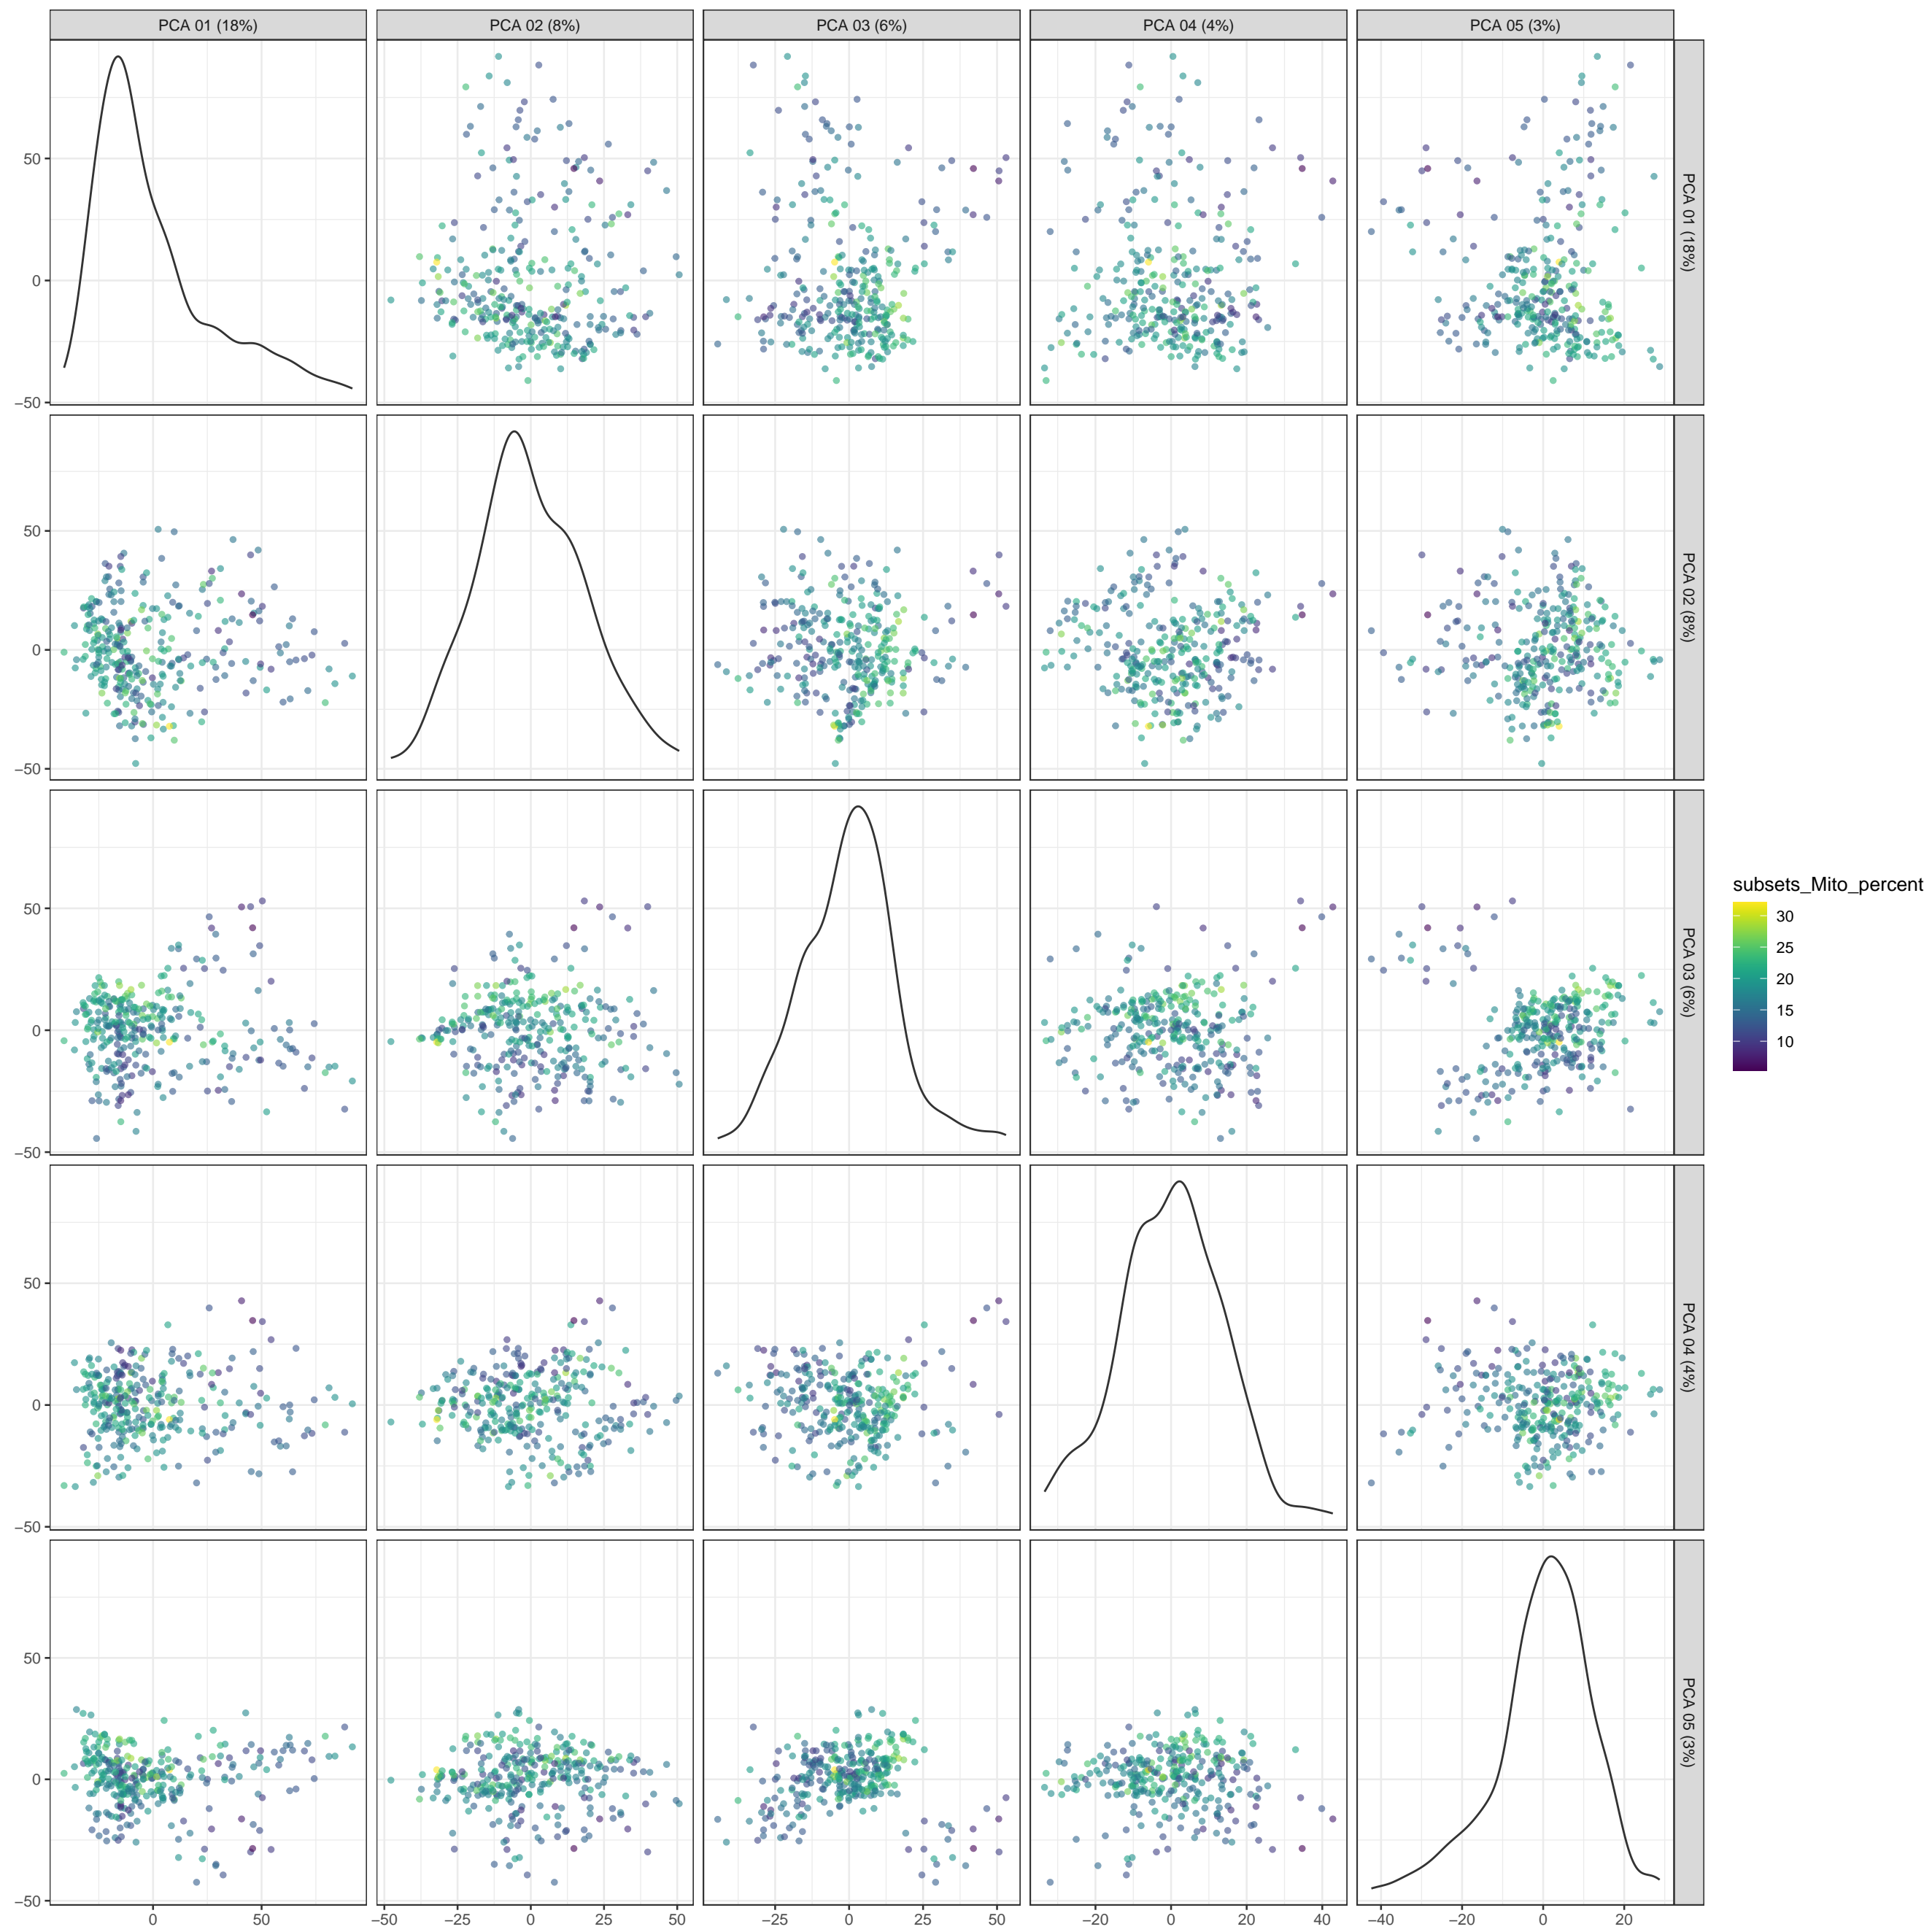 PCA 01 (18%) PCA 02 (8%) PCA 03 (6%) PCA 04 (4%) PCA 05 (3%)
50
0
−50
PCA 01 (18%)
50
0
−50
PCA 02 (8%)
50
0
−50
PCA 03 (6%)
50
0
−50
PCA 04 (4%)
50
0
−50
PCA 05 (3%)
0 50 −50 −25 0 25 50 −25 0 25 50 −20 0 20 40 −40 −20 0 20
subsets_Mito_percent
30
25
20
15
10